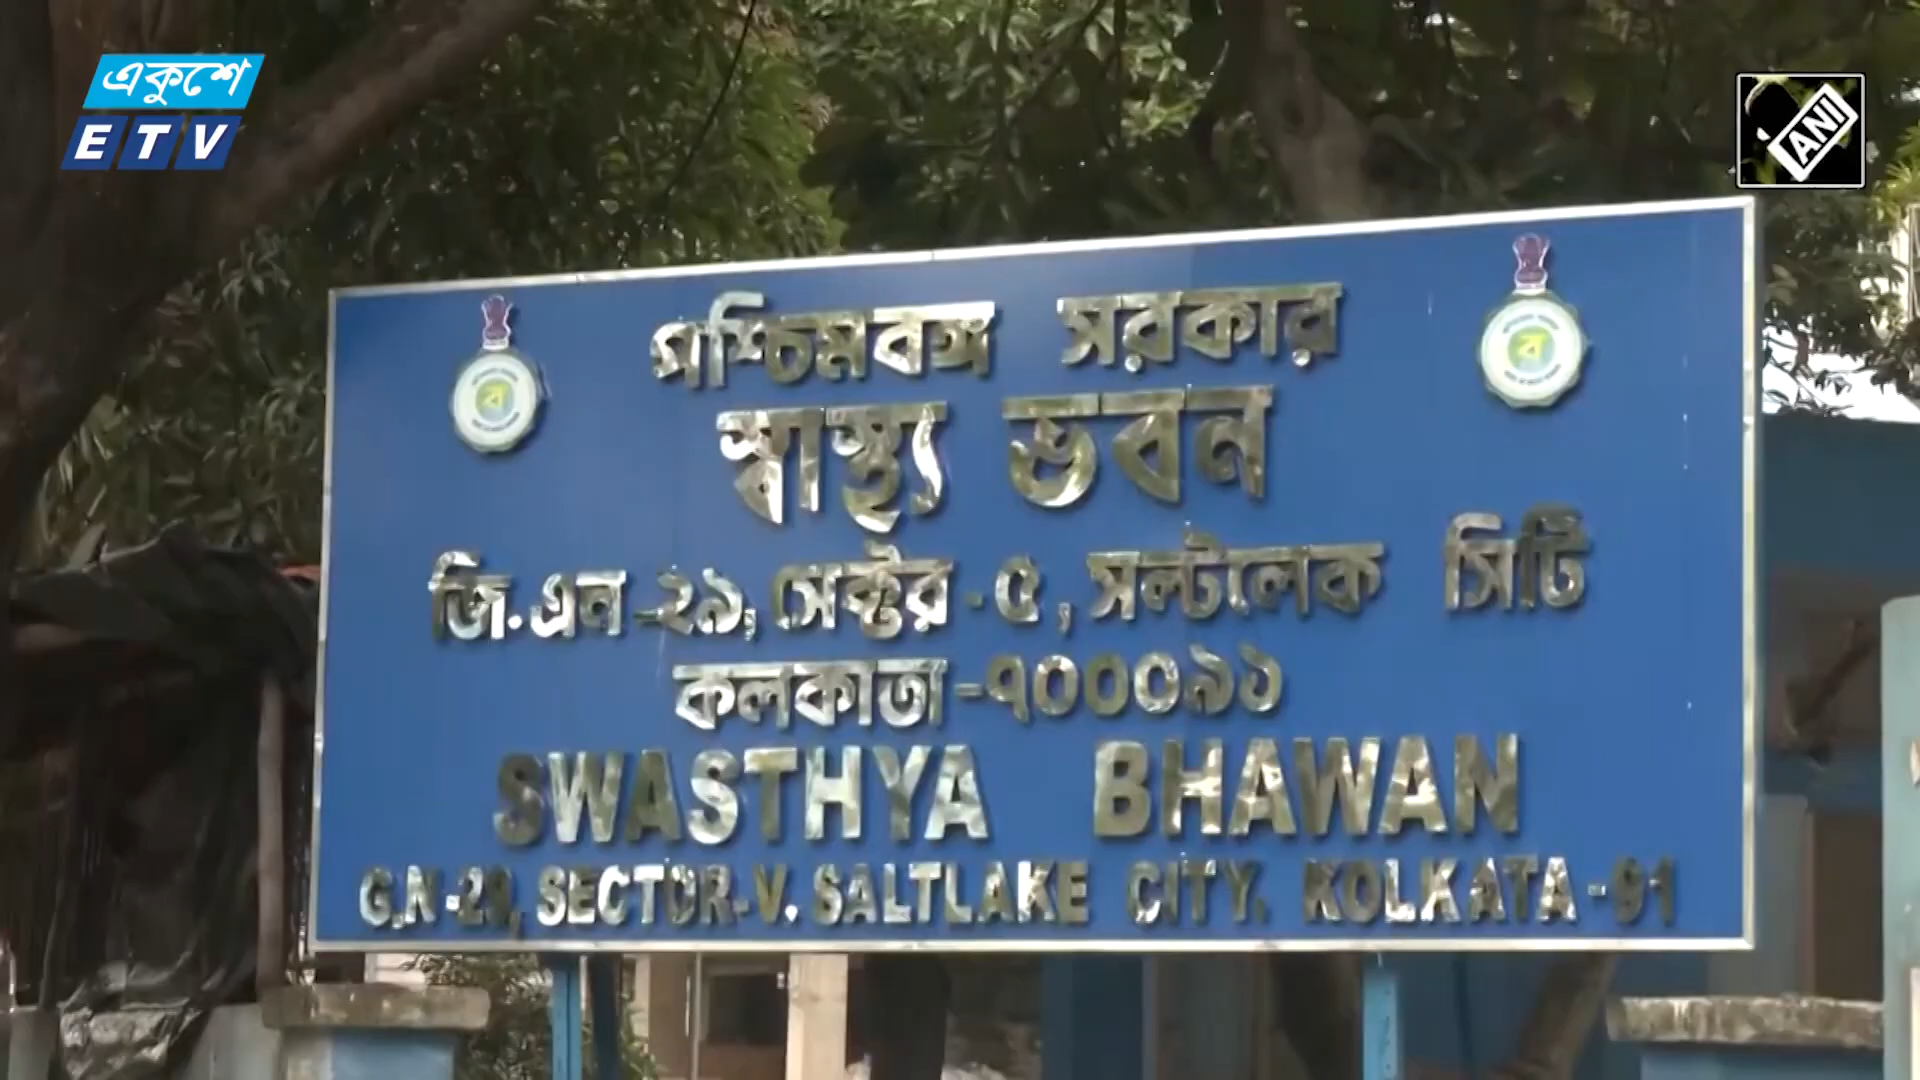 একুশে
ETV
ANI
পশ্চিমবঙ্গ সরকার
স্বাস্থ্য ভবন
জি.এন-২৯, সেক্টর-৫, সল্টলেক সিটি
কলকাতা-৭০০০৯১
SWASTHYA BHAWAN
G.N-29, SECTOR-V. SALTLAKE CITY. KOLKATA-91
ব
ব